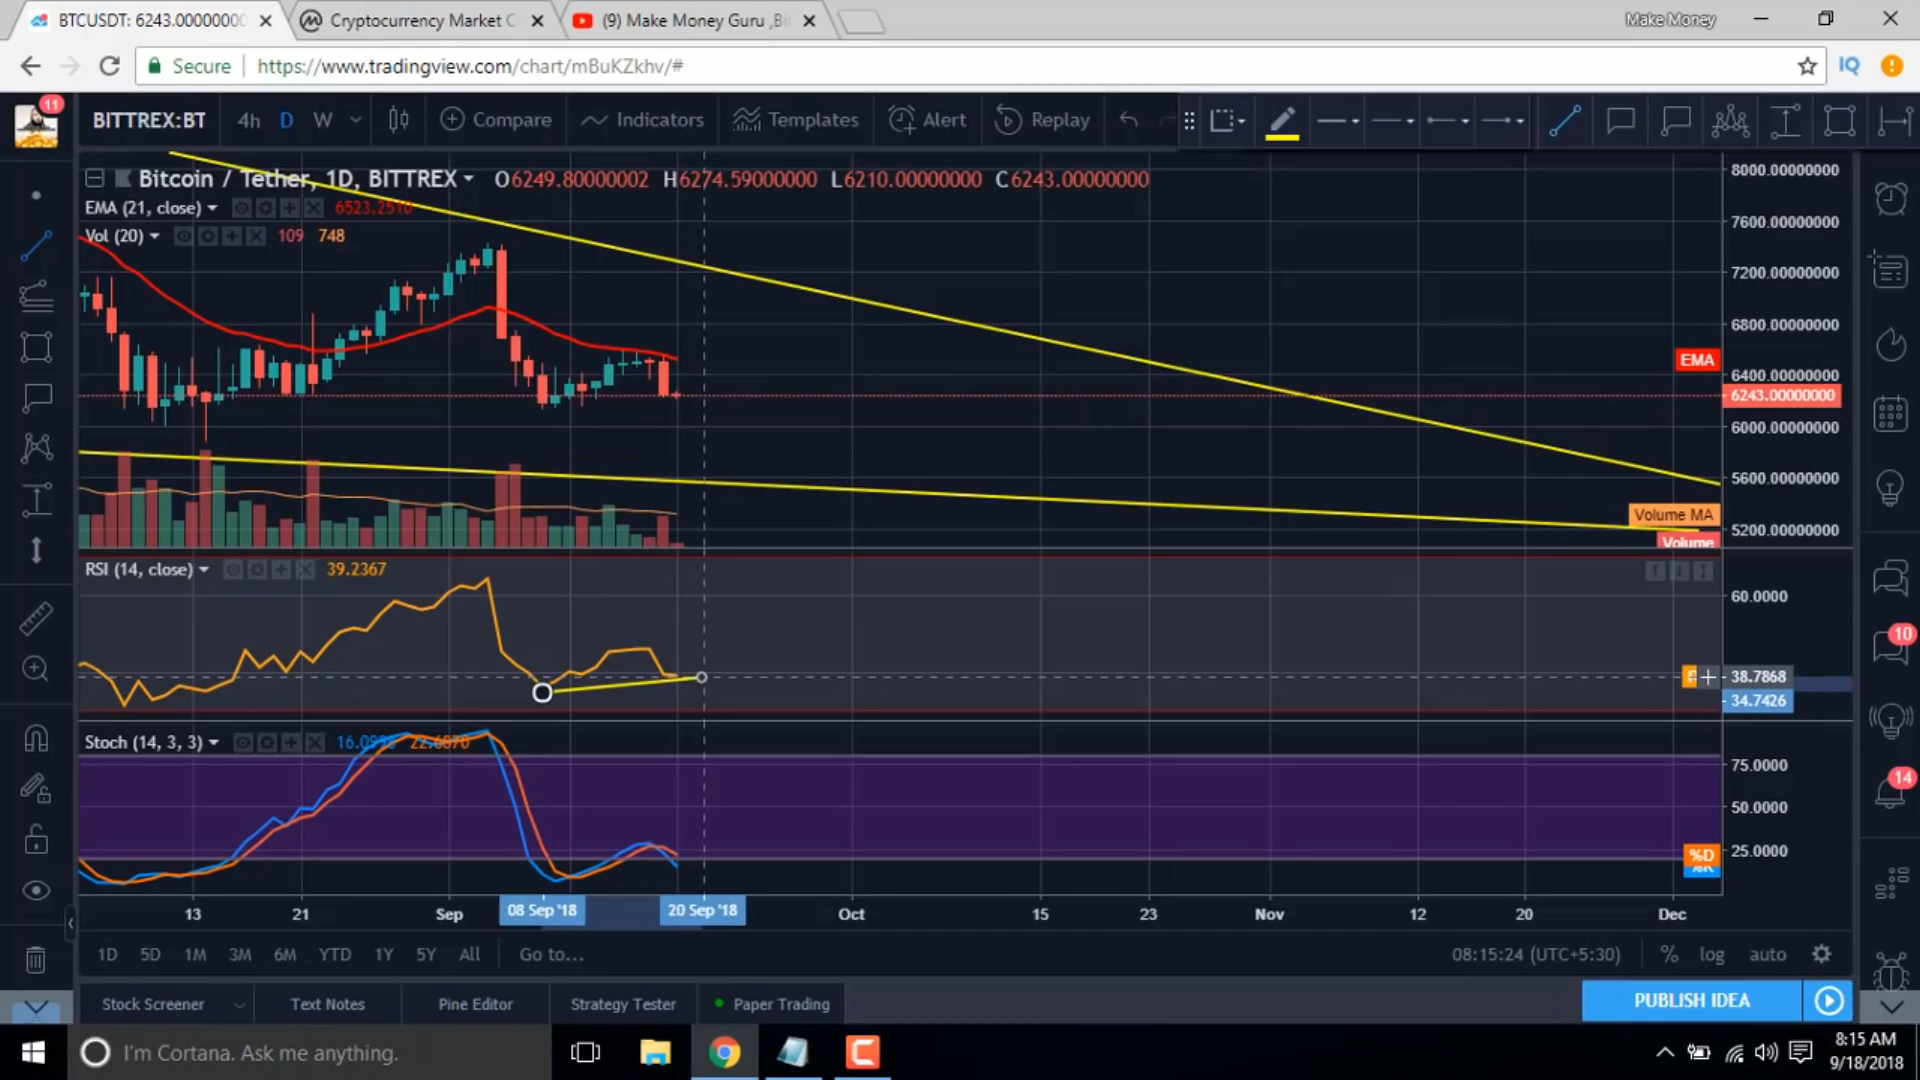 BTCUSDT: 6243.00000000
Cryptocurrency Market C
(9) Make Money Guru ,Bi
Make Money
Secure
https://www.tradingview.com/chart/mBuKZkhv/#
IQ
11
BITTREX:BT
4h
D
W
Compare
Indicators
Templates
Alert
Replay
Bitcoin / Tether, 1D, BITTREX
O6249.80000002 H6274.59000000 L6210.00000000 C6243.00000000
EMA (21, close)
6523.2510
Vol (20)
109
748
8000.00000000
7600.00000000
7200.00000000
6800.00000000
EMA
6400.00000000
6243.00000000
6000.00000000
5600.00000000
Volume MA
5200.00000000
Volume
RSI (14, close)
39.2367
60.0000
38.7868
34.7426
10
Stoch (14, 3, 3)
22.6870
75.0000
50.0000
25.0000
%D
%K
14
13
21
Sep
08 Sep '18
20 Sep '18
Oct
15
23
Nov
12
20
Dec
1D
5D
1M
3M
6M
YTD
1Y
5Y
All
Go to...
08:15:24 (UTC+5:30)
%
log
auto
Stock Screener
Text Notes
Pine Editor
Strategy Tester
Paper Trading
PUBLISH IDEA
I'm Cortana. Ask me anything.
8:15 AM
9/18/2018